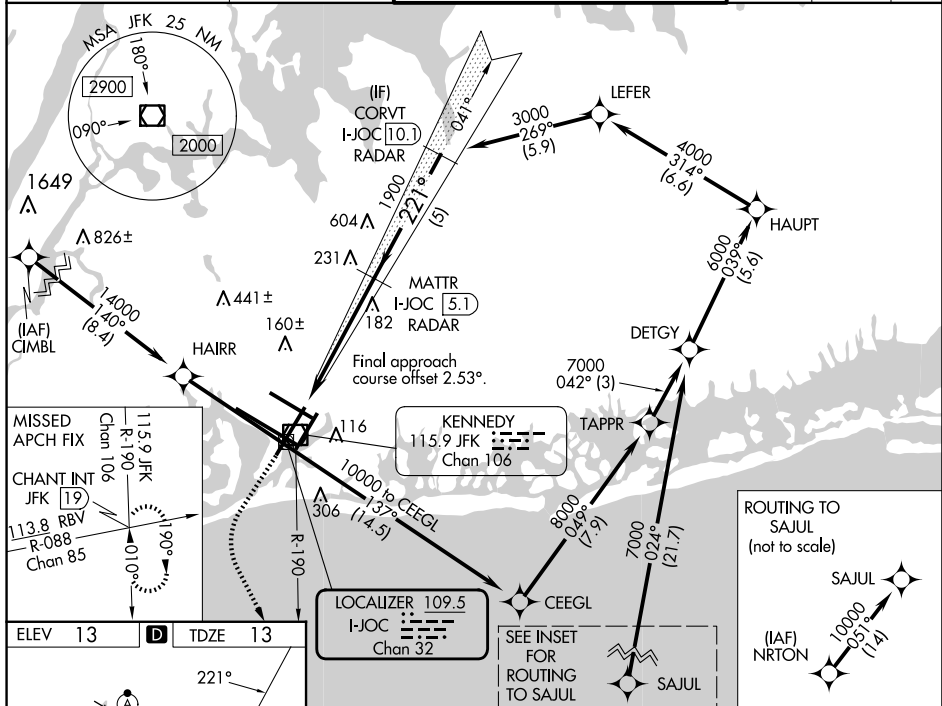 MSA JFK 25 NM
180°
2900
090°
2000
1649
826±
(IAF)
CIMBL
14000
140°
(8.4)
HAIRR
441±
160±
604
231
182
116
306
(IF)
CORVT
I-JOC 10.1
RADAR
041°
1900
221°
(5)
MATTR
I-JOC 5.1
RADAR
Final approach
course offset 2.53°.
3000
269°
(5.9)
LEFER
4000
314°
(6.6)
HAUPT
6000
039°
(5.6)
DETGY
7000
042° (3)
TAPPR
8000
049°
(7.9)
7000
024°
(21.7)
KENNEDY
115.9 JFK
Chan 106
10000 to CEEGL
137°
(14.5)
CEEGL
R-190
LOCALIZER 109.5
I-JOC
Chan 32
SEE INSET
FOR
ROUTING
TO SAJUL
SAJUL
ROUTING TO
SAJUL
(not to scale)
SAJUL
10000
051°
(14)
(IAF)
NRTON
MISSED
APCH FIX
115.9 JFK
R-190
Chan 106
CHANT INT
JFK 19
113.8 RBV
R-088
Chan 85
190°
010°
ELEV 13
D
TDZE 13
221°
A